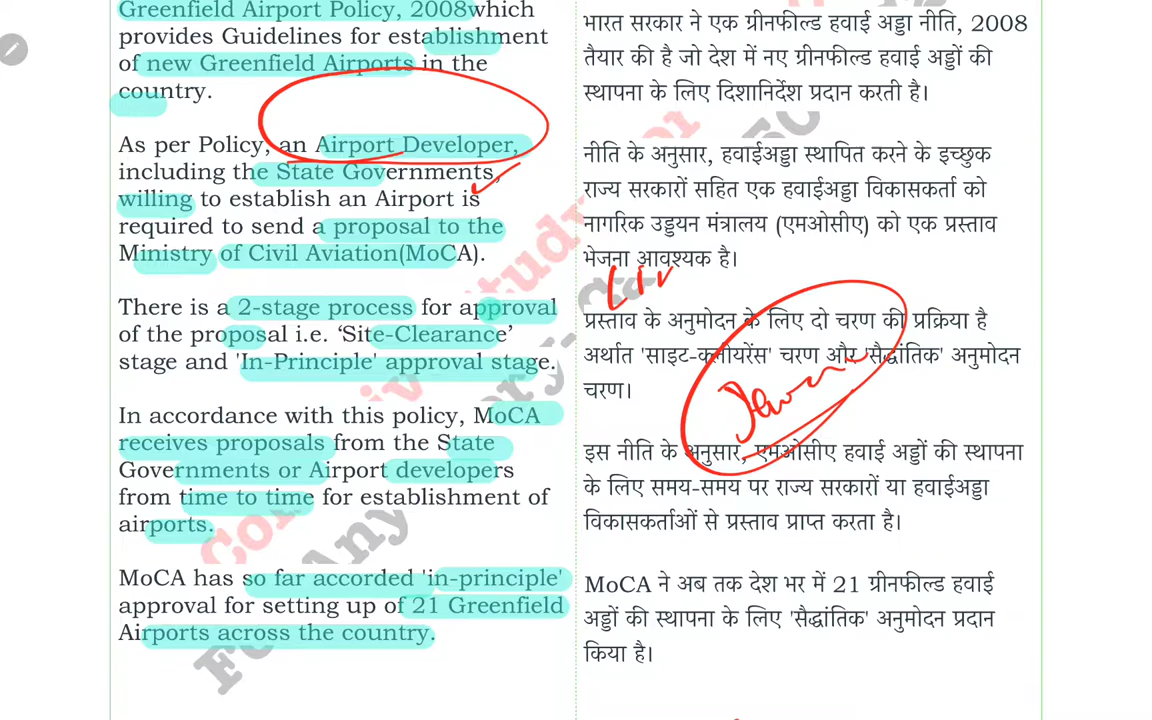 Greenfield Airport Policy, 2008which
provides Guidelines for establishment
of new Greenfield Airports in the
country.
As per Policy, an Airport Developer,
including the State Governments,
willing to establish an Airport is
required to send a proposal to the
Ministry of Civil Aviation(MoCA).
There is a 2-stage process for approval
of the proposal i.e. ‘Site-Clearance’
stage and 'In-Principle' approval stage.
In accordance with this policy, MoCA
receives proposals from the State
Governments or Airport developers
from time to time for establishment of
airports.
MoCA has so far accorded 'in-principle'
approval for setting up of 21 Greenfield
Airports across the country.
भारत सरकार ने एक ग्रीनफील्ड हवाई अड्डा नीति, 2008
तैयार की है जो देश में नए ग्रीनफील्ड हवाई अड्डों की
स्थापना के लिए दिशानिर्देश प्रदान करती है।
नीति के अनुसार, हवाईअड्डा स्थापित करने के इच्छुक
राज्य सरकारों सहित एक हवाईअड्डा विकासकर्ता को
नागरिक उड्डयन मंत्रालय (एमओसीए) को एक प्रस्ताव
भेजना आवश्यक है।
प्रस्ताव के अनुमोदन के लिए दो चरण की प्रक्रिया है
अर्थात 'साइट-क्लीयरेंस' चरण और 'सैद्धांतिक' अनुमोदन
चरण।
इस नीति के अनुसार, एमओसीए हवाई अड्डों की स्थापना
के लिए समय-समय पर राज्य सरकारों या हवाईअड्डा
विकासकर्ताओं से प्रस्ताव प्राप्त करता है।
MoCA ने अब तक देश भर में 21 ग्रीनफील्ड हवाई
अड्डों की स्थापना के लिए 'सैद्धांतिक' अनुमोदन प्रदान
किया है।